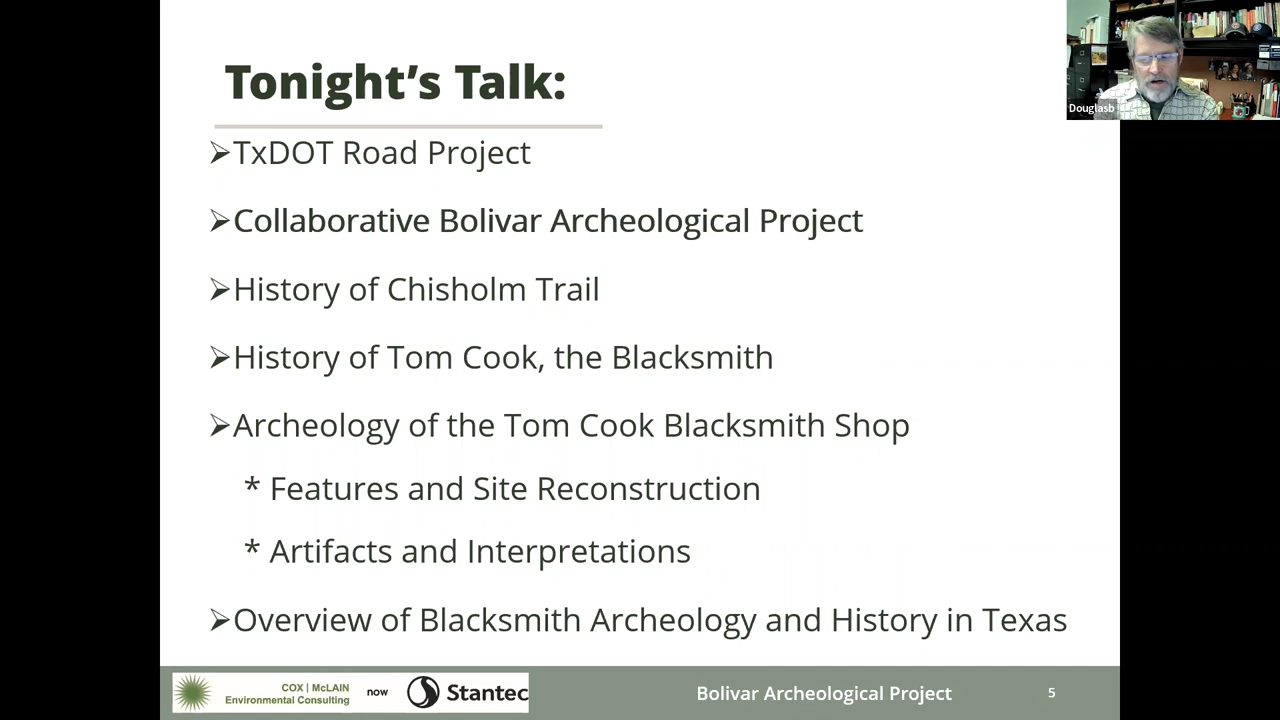 Tonight's Talk:
➢TxDOT Road Project
➢Collaborative Bolivar Archeological Project
➢History of Chisholm Trail
➢History of Tom Cook, the Blacksmith
➢Archeology of the Tom Cook Blacksmith Shop
* Features and Site Reconstruction
* Artifacts and Interpretations
➢Overview of Blacksmith Archeology and History in Texas
Douglasb
COX | McLAIN
Environmental Consulting
now
Stantec
Bolivar Archeological Project
5